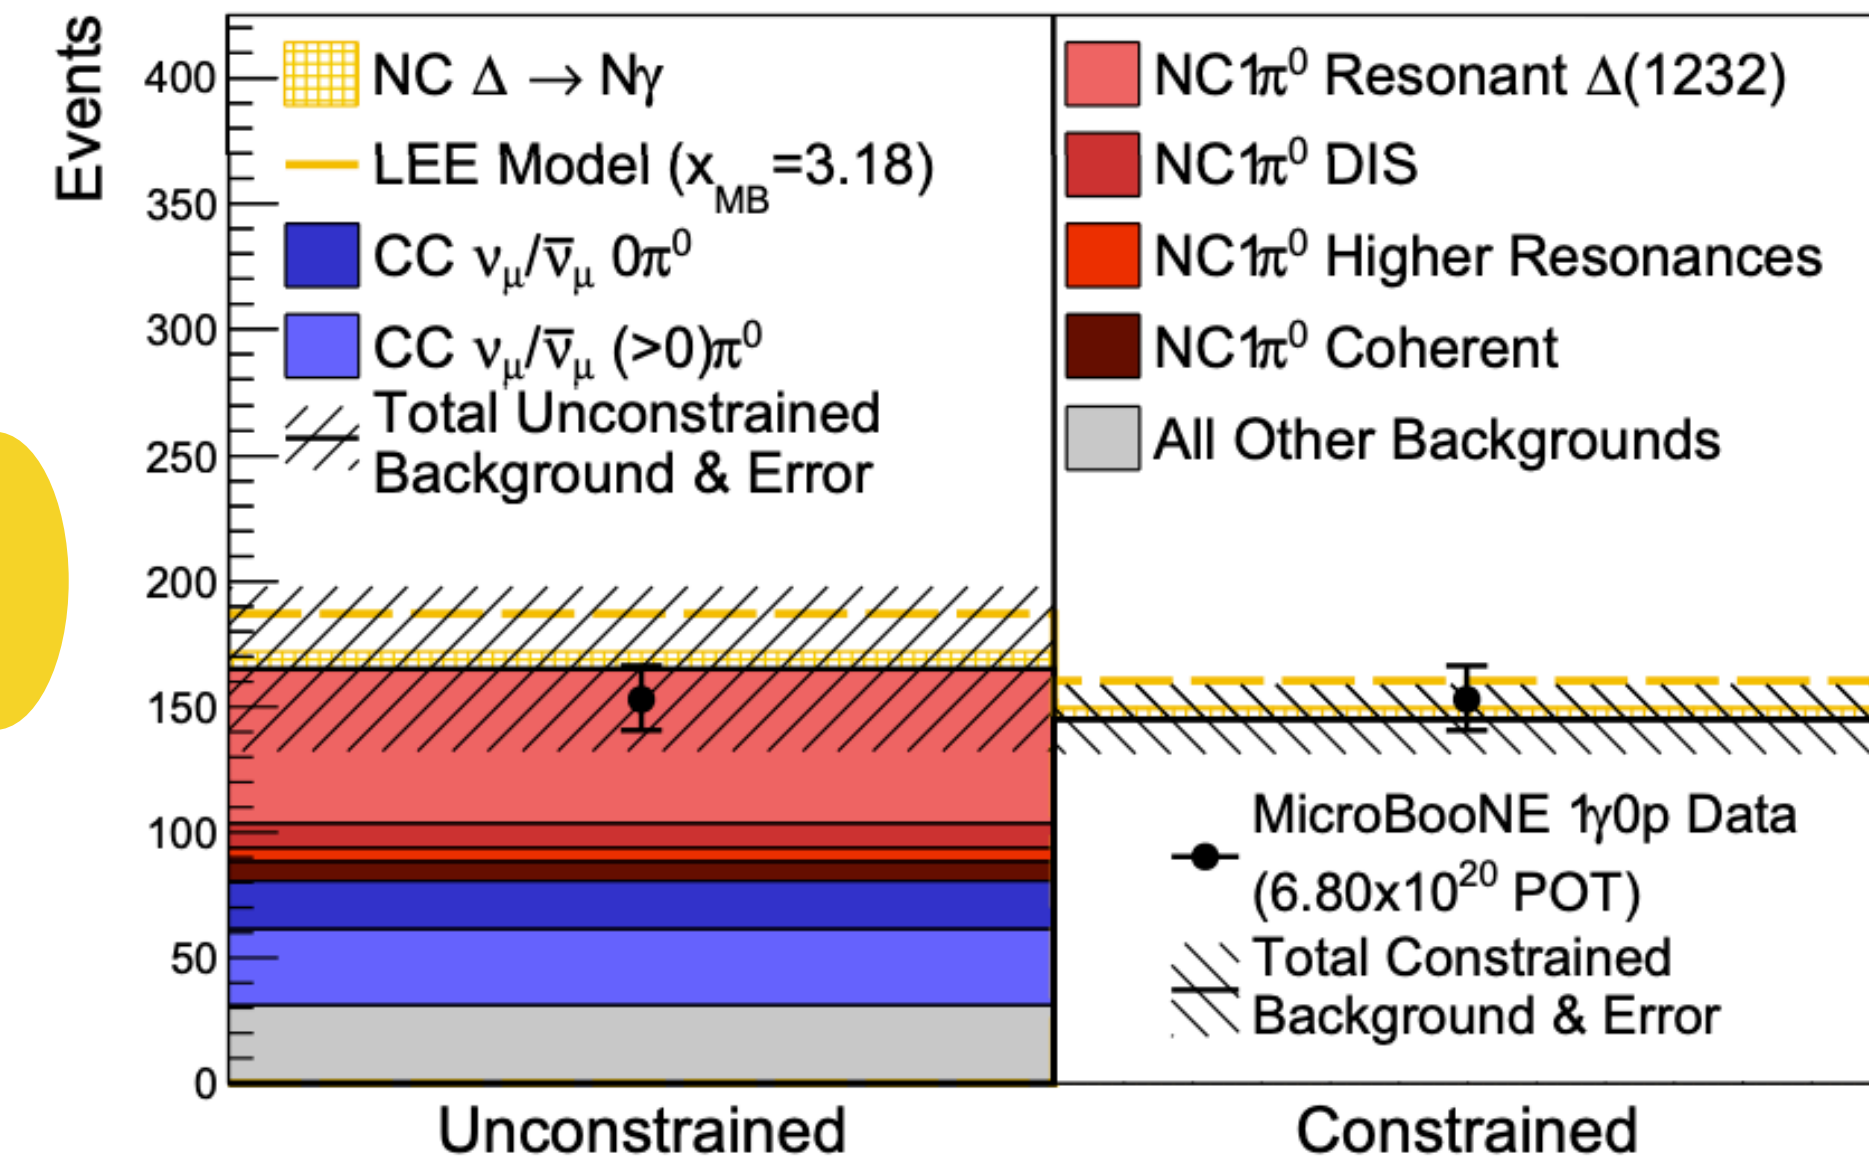 Events
400
350
300
250
200
150
100
50
0
NC Δ → Nγ
LEE Model (x_MB=3.18)
CC ν_μ/ν̅_μ 0π⁰
CC ν_μ/ν̅_μ (>0)π⁰
Total Unconstrained
Background & Error
NC1π⁰ Resonant Δ(1232)
NC1π⁰ DIS
NC1π⁰ Higher Resonances
NC1π⁰ Coherent
All Other Backgrounds
MicroBooNE 1γ0p Data
(6.80x10²⁰ POT)
Total Constrained
Background & Error
Unconstrained
Constrained